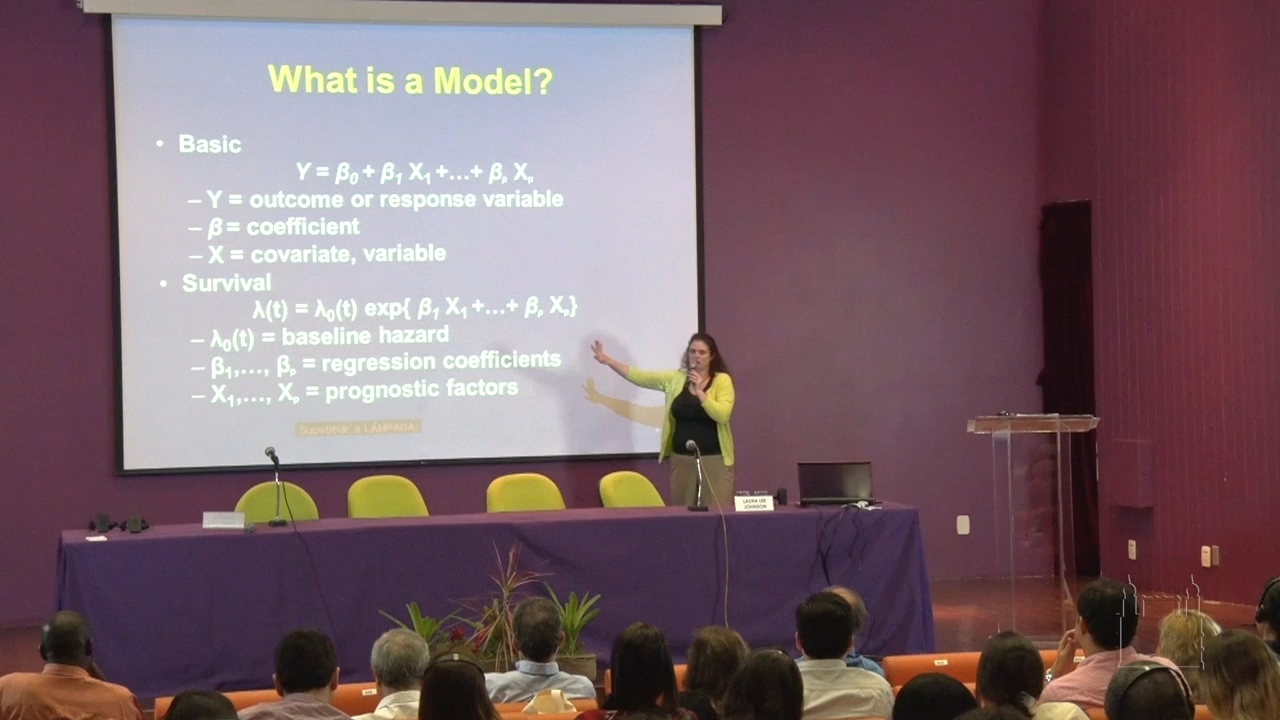 What is a Model?
• Basic
Y = β₀ + β₁ X₁ +...+ βₚ Xₚ
– Y = outcome or response variable
– β = coefficient
– X = covariate, variable
• Survival
λ(t) = λ₀(t) exp{ β₁ X₁ +...+ βₚ Xₚ}
– λ₀(t) = baseline hazard
– β₁,..., βₚ = regression coefficients
– X₁,..., Xₚ = prognostic factors
Substituir a LÂMPADA.
LAURA LEE
JOHNSON